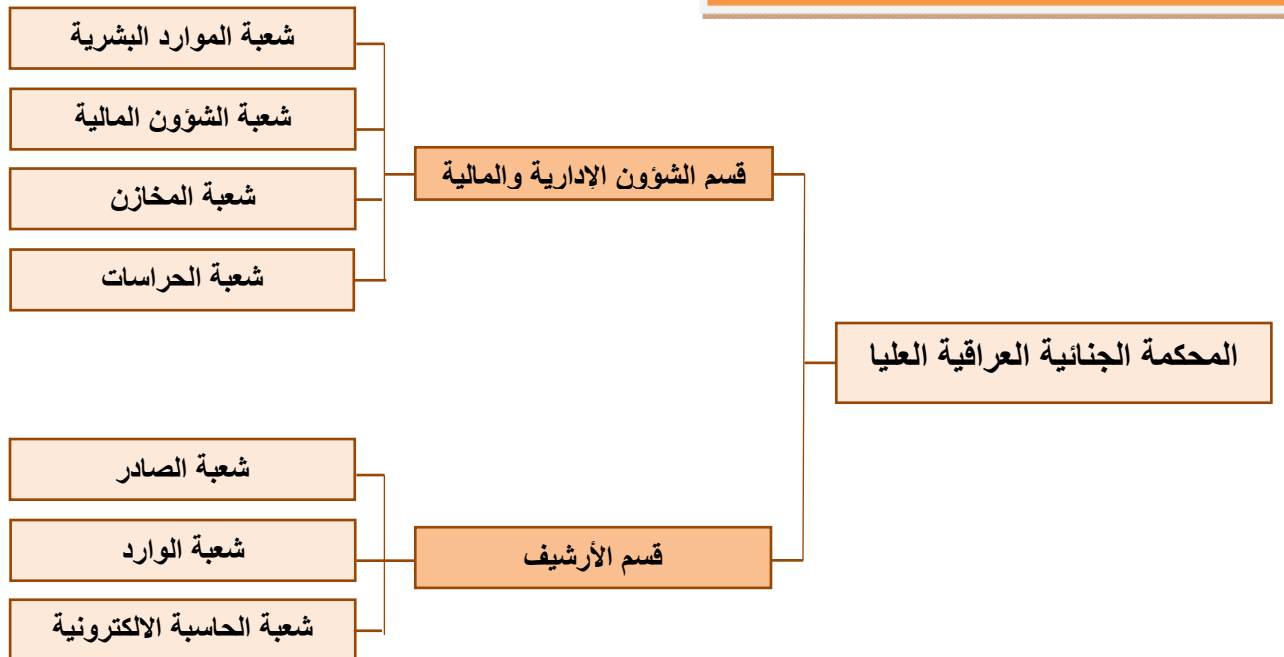 المحكمة الجنائية العراقية العليا
قسم الشؤون الإدارية والمالية
شعبة الموارد البشرية
شعبة الشؤون المالية
شعبة المخازن
شعبة الحراسات
قسم الأرشيف
شعبة الصادر
شعبة الوارد
شعبة الحاسبة الالكترونية